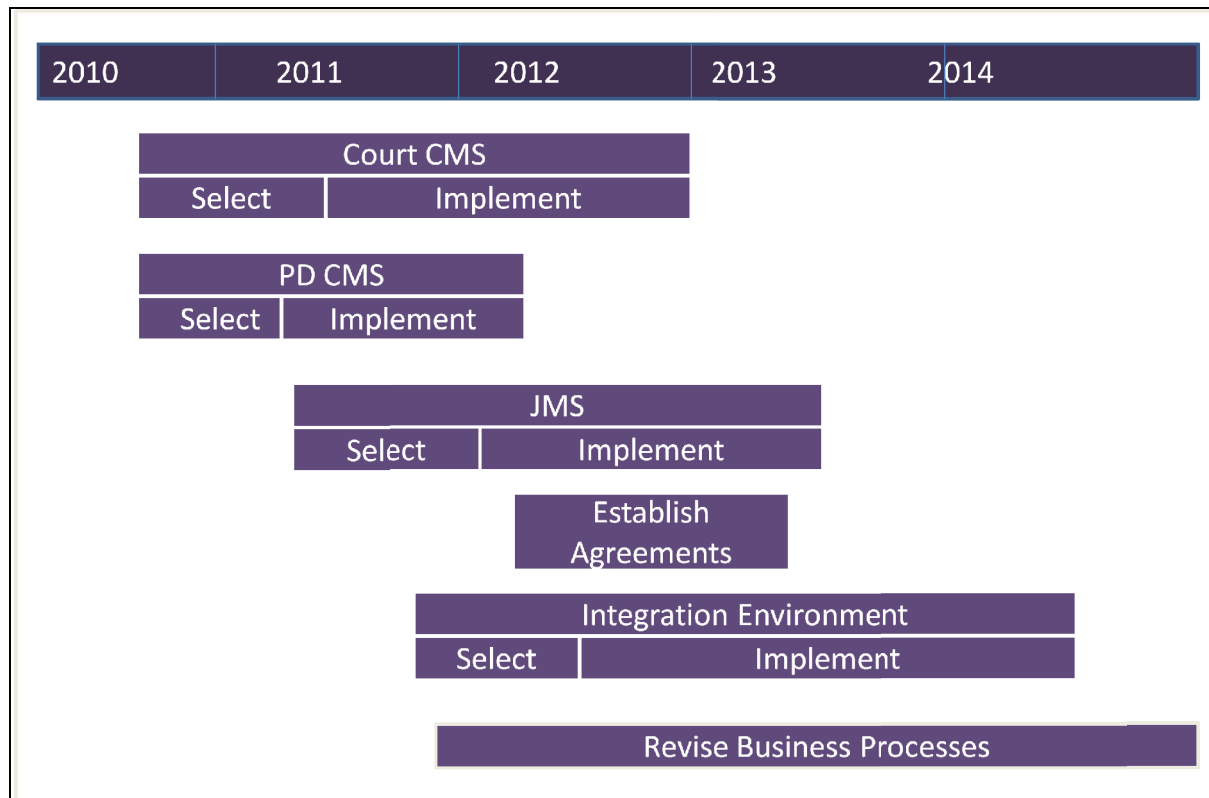 2010 2011 2012 2013 2014
Court CMS
Select Implement
PD CMS
Select Implement
JMS
Select Implement
Establish
Agreements
Integration Environment
Select Implement
Revise Business Processes